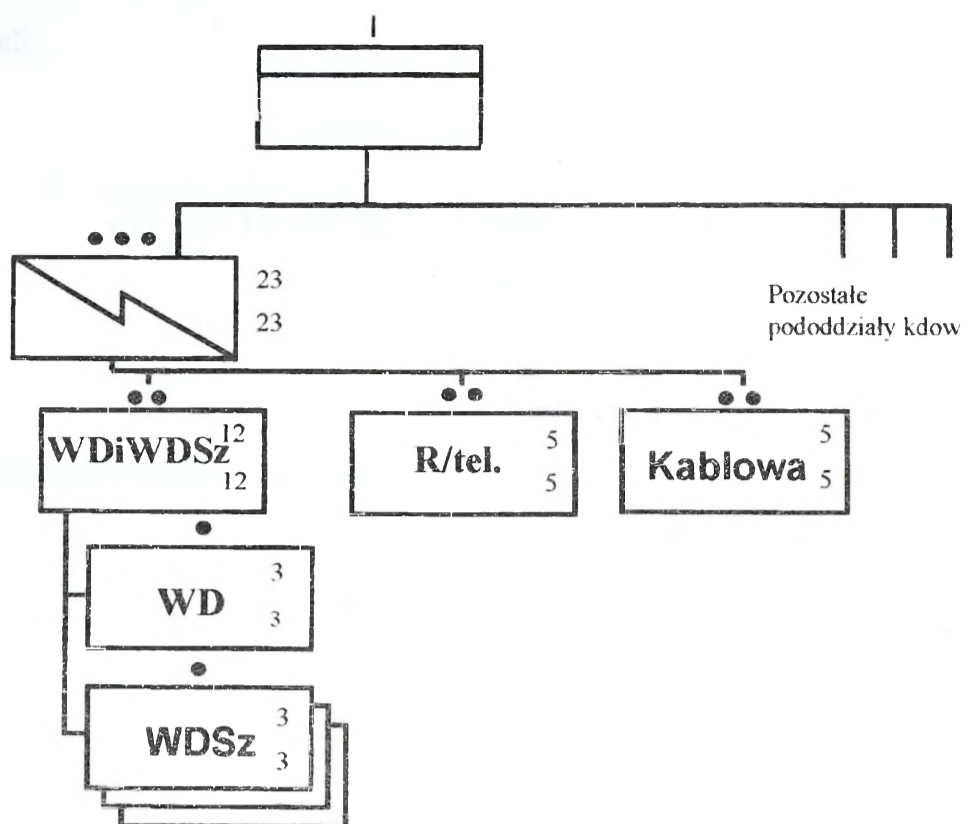 23
23
Pozostałe
pododdziały kdow
WDiWDSz 12
12
R/tel. 5
5
Kablowa 5
5
WD 3
3
WDSz 3
3